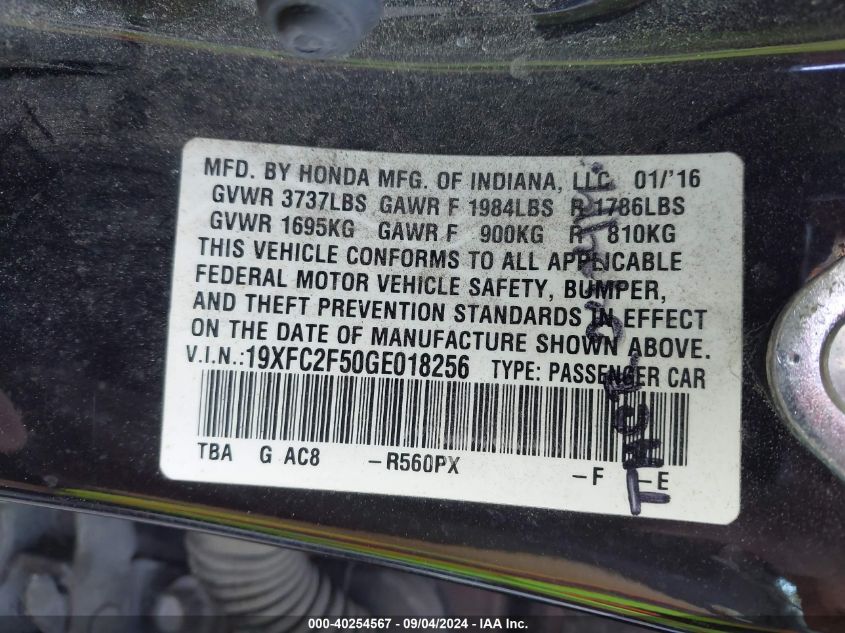 MFD. BY HONDA MFG. OF INDIANA, LLC 01/'16
GVWR 3737LBS GAWR F 1984LBS R 1786LBS
GVWR 1695KG GAWR F 900KG R 810KG
THIS VEHICLE CONFORMS TO ALL APPLICABLE
FEDERAL MOTOR VEHICLE SAFETY, BUMPER,
AND THEFT PREVENTION STANDARDS IN EFFECT
ON THE DATE OF MANUFACTURE SHOWN ABOVE.
V.I.N.:19XFC2F50GE018256 TYPE: PASSENGER CAR
TBA G AC8 -R560PX -F -E
000-40254567 - 09/04/2024 - IAA Inc.